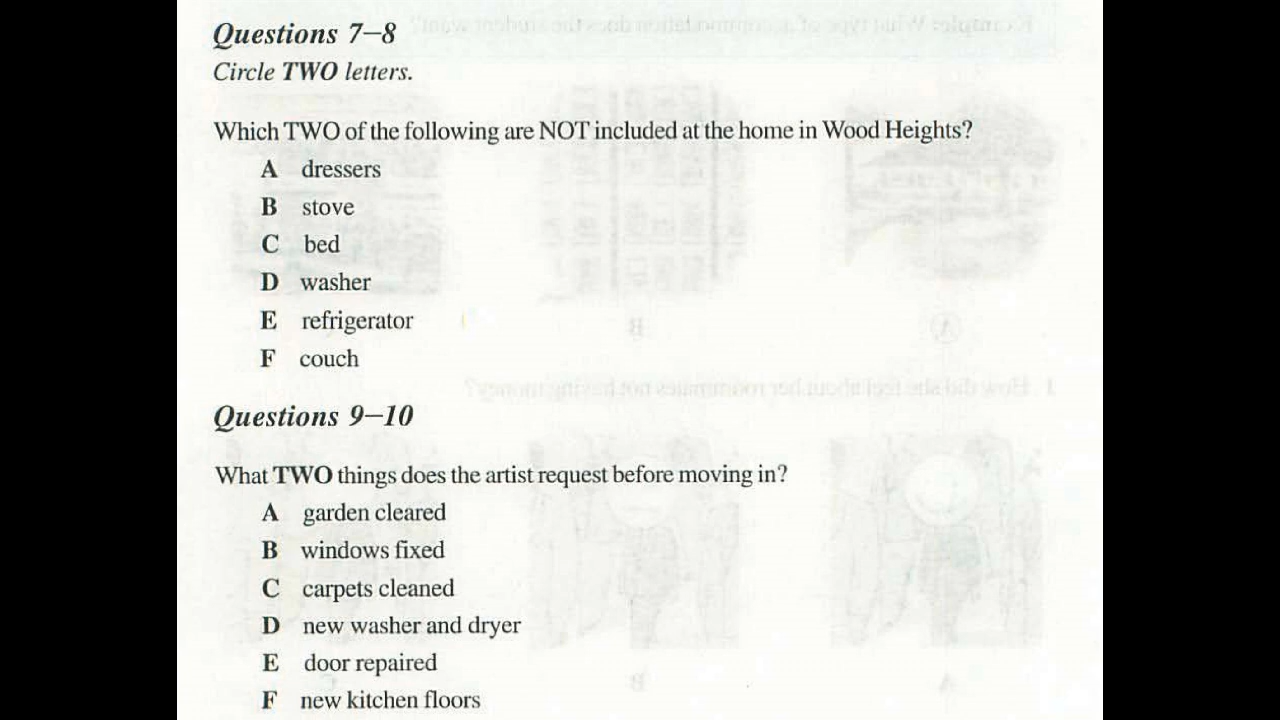 Questions 7–8
Circle TWO letters.
Which TWO of the following are NOT included at the home in Wood Heights?
A dressers
B stove
C bed
D washer
E refrigerator
F couch
Questions 9–10
What TWO things does the artist request before moving in?
A garden cleared
B windows fixed
C carpets cleaned
D new washer and dryer
E door repaired
F new kitchen floors